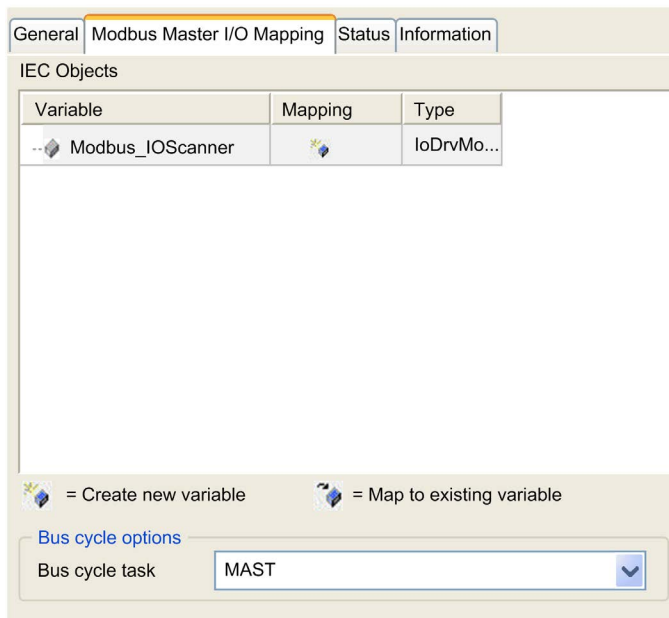 General Modbus Master I/O Mapping Status Information
IEC Objects
Variable Mapping Type
Modbus_IOScanner IoDrvMo...
= Create new variable = Map to existing variable
Bus cycle options
Bus cycle task MAST